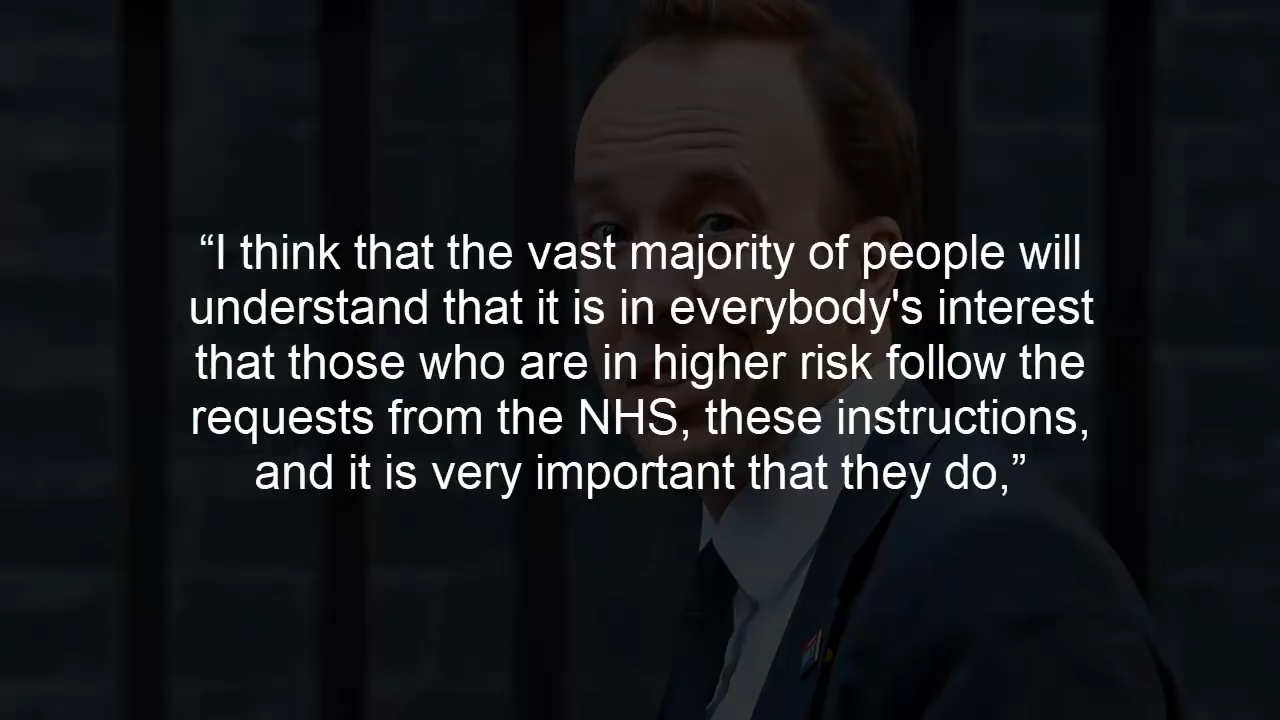 “I think that the vast majority of people will
understand that it is in everybody's interest
that those who are in higher risk follow the
requests from the NHS, these instructions,
and it is very important that they do,”